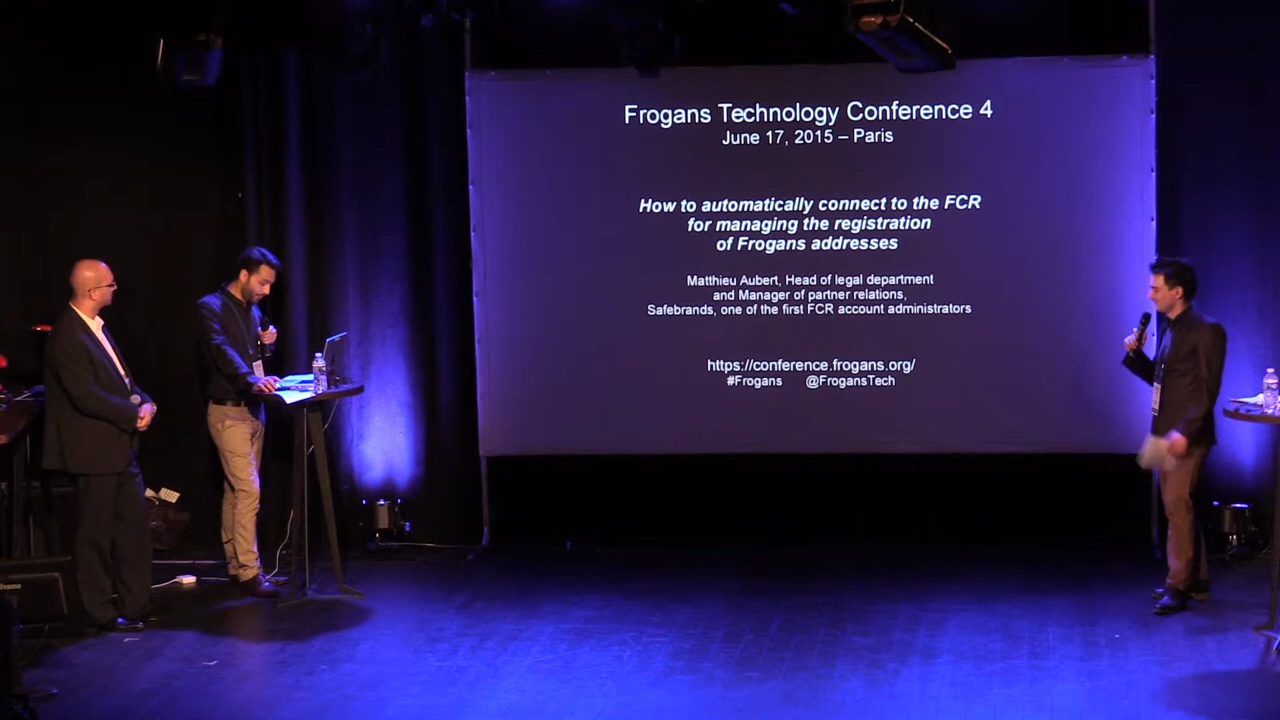 Frogans Technology Conference 4
June 17, 2015 – Paris
How to automatically connect to the FCR
for managing the registration
of Frogans addresses
Matthieu Aubert, Head of legal department
and Manager of partner relations,
Safebrands, one of the first FCR account administrators
https://conference.frogans.org/
#Frogans @FrogansTech